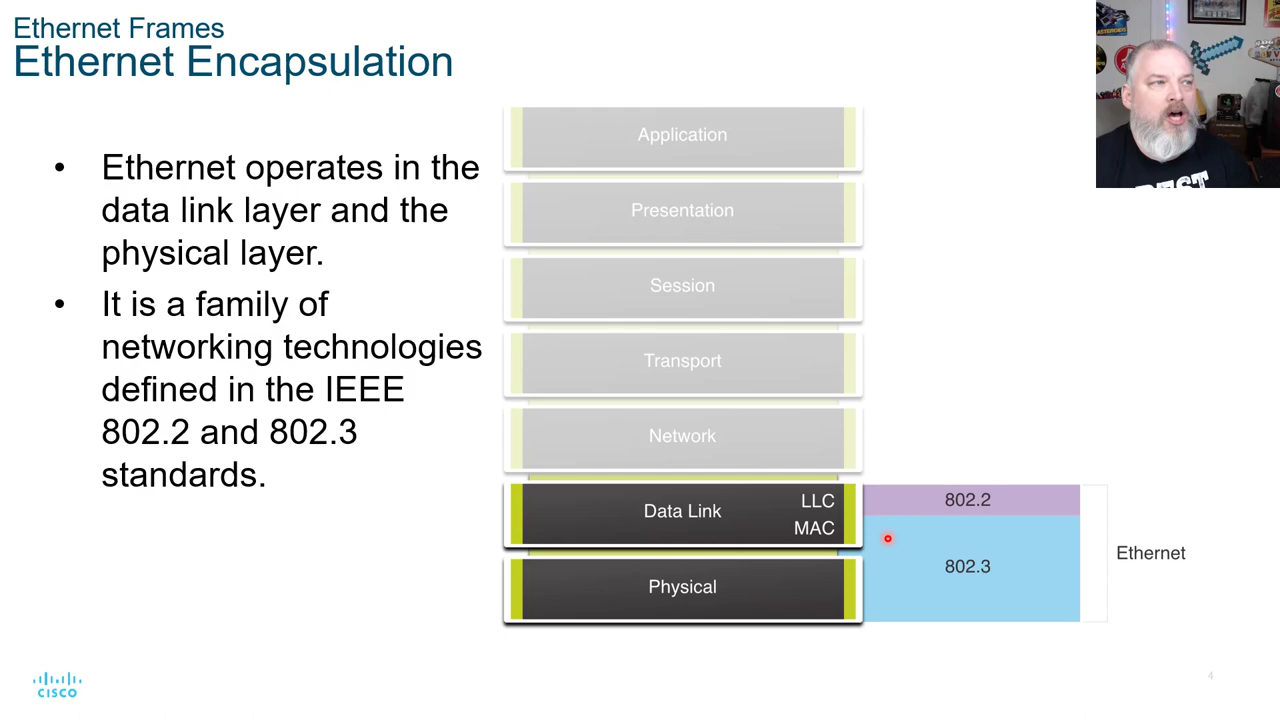 Ethernet Frames
Ethernet Encapsulation
• Ethernet operates in the
data link layer and the
physical layer.
• It is a family of
networking technologies
defined in the IEEE
802.2 and 802.3
standards.
Application
Presentation
Session
Transport
Network
Data Link
LLC
MAC
Physical
802.2
802.3
Ethernet
CISCO
4
ASTEROIDS